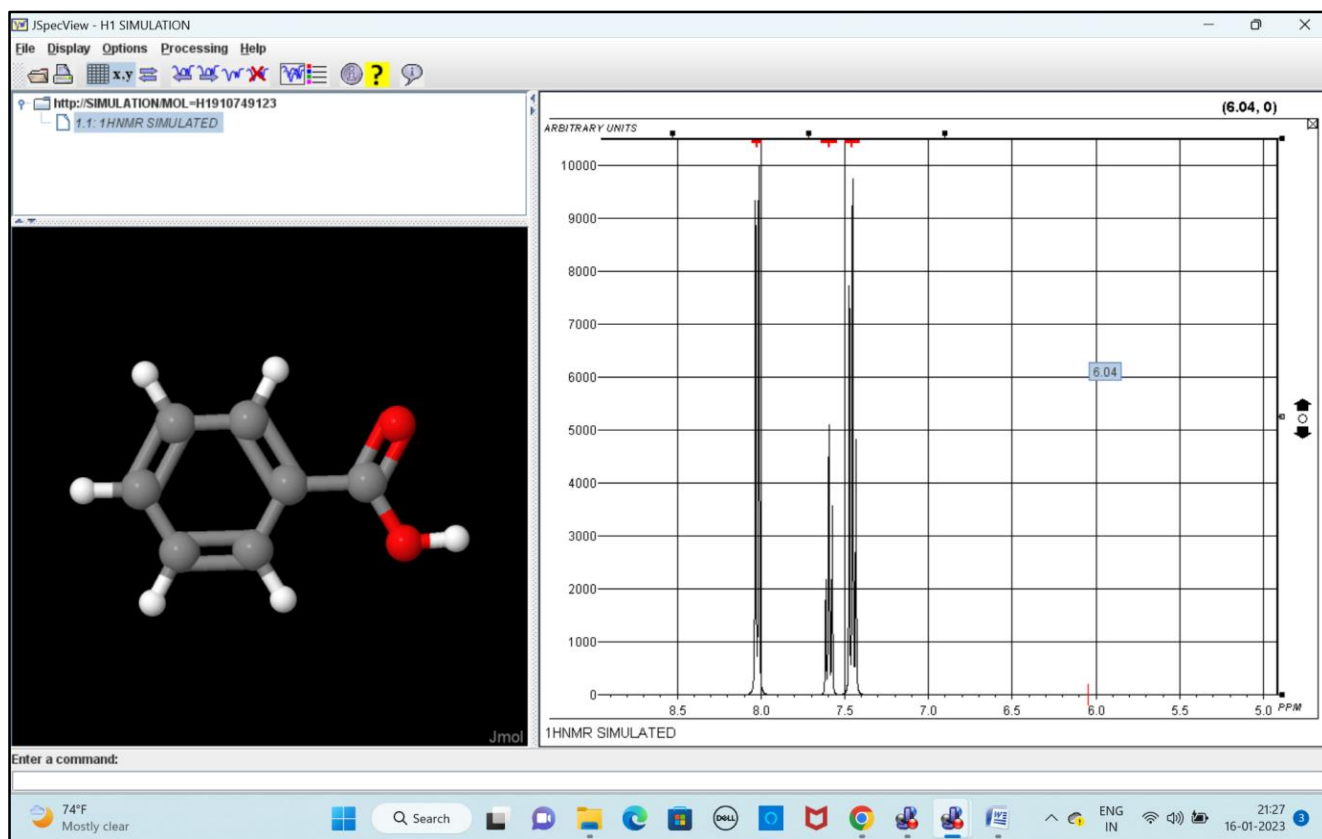 JSpecView - H1 SIMULATION
File Display Options Processing Help
x,y
http://SIMULATION/MOL=H1910749123
1.1: 1HNMR SIMULATED
(6.04, 0)
ARBITRARY UNITS
10000
9000
8000
7000
6000
5000
4000
3000
2000
1000
0
6.04
8.5 8.0 7.5 7.0 6.5 6.0 5.5 5.0 PPM
1HNMR SIMULATED
Jmol
Enter a command:
74°F
Mostly clear
Search
DELL
W
ENG
IN
21:27
16-01-2023
3